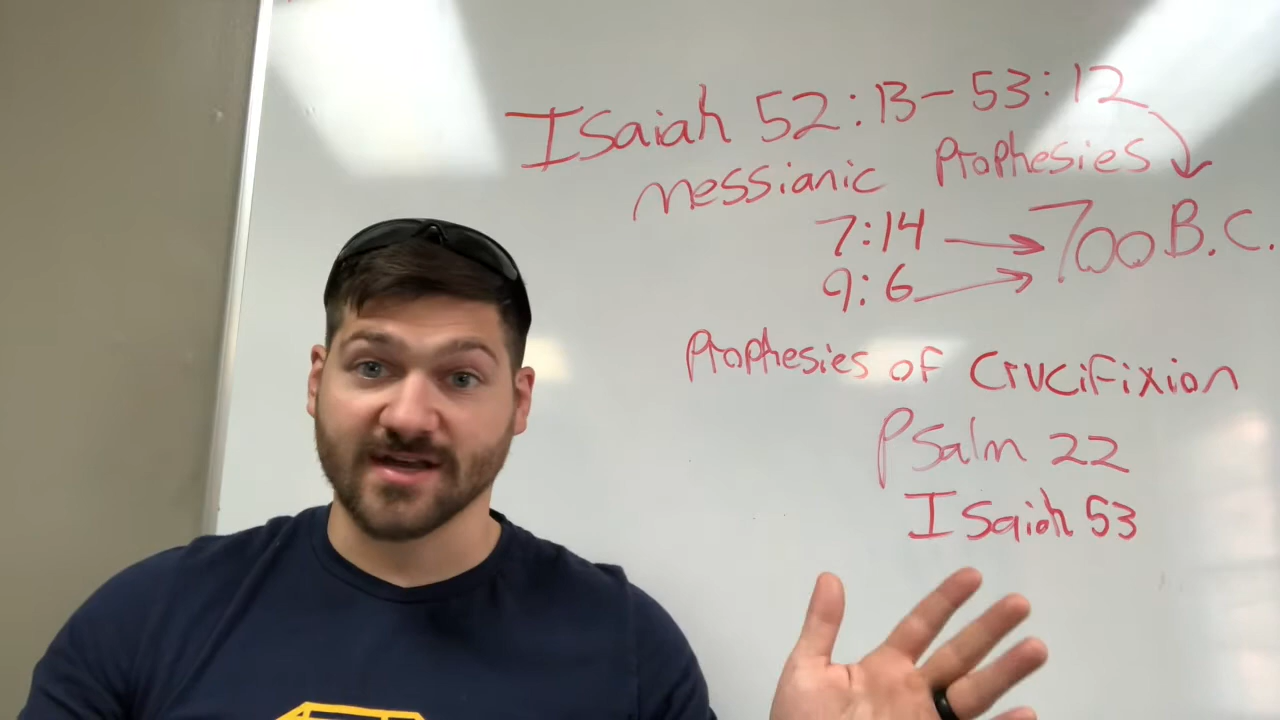 Isaiah 52:13-53:12
messianic Prophesies
7:14 → 700 B.C.
9:6
Prophesies of Crucifixion
Psalm 22
Isaiah 53